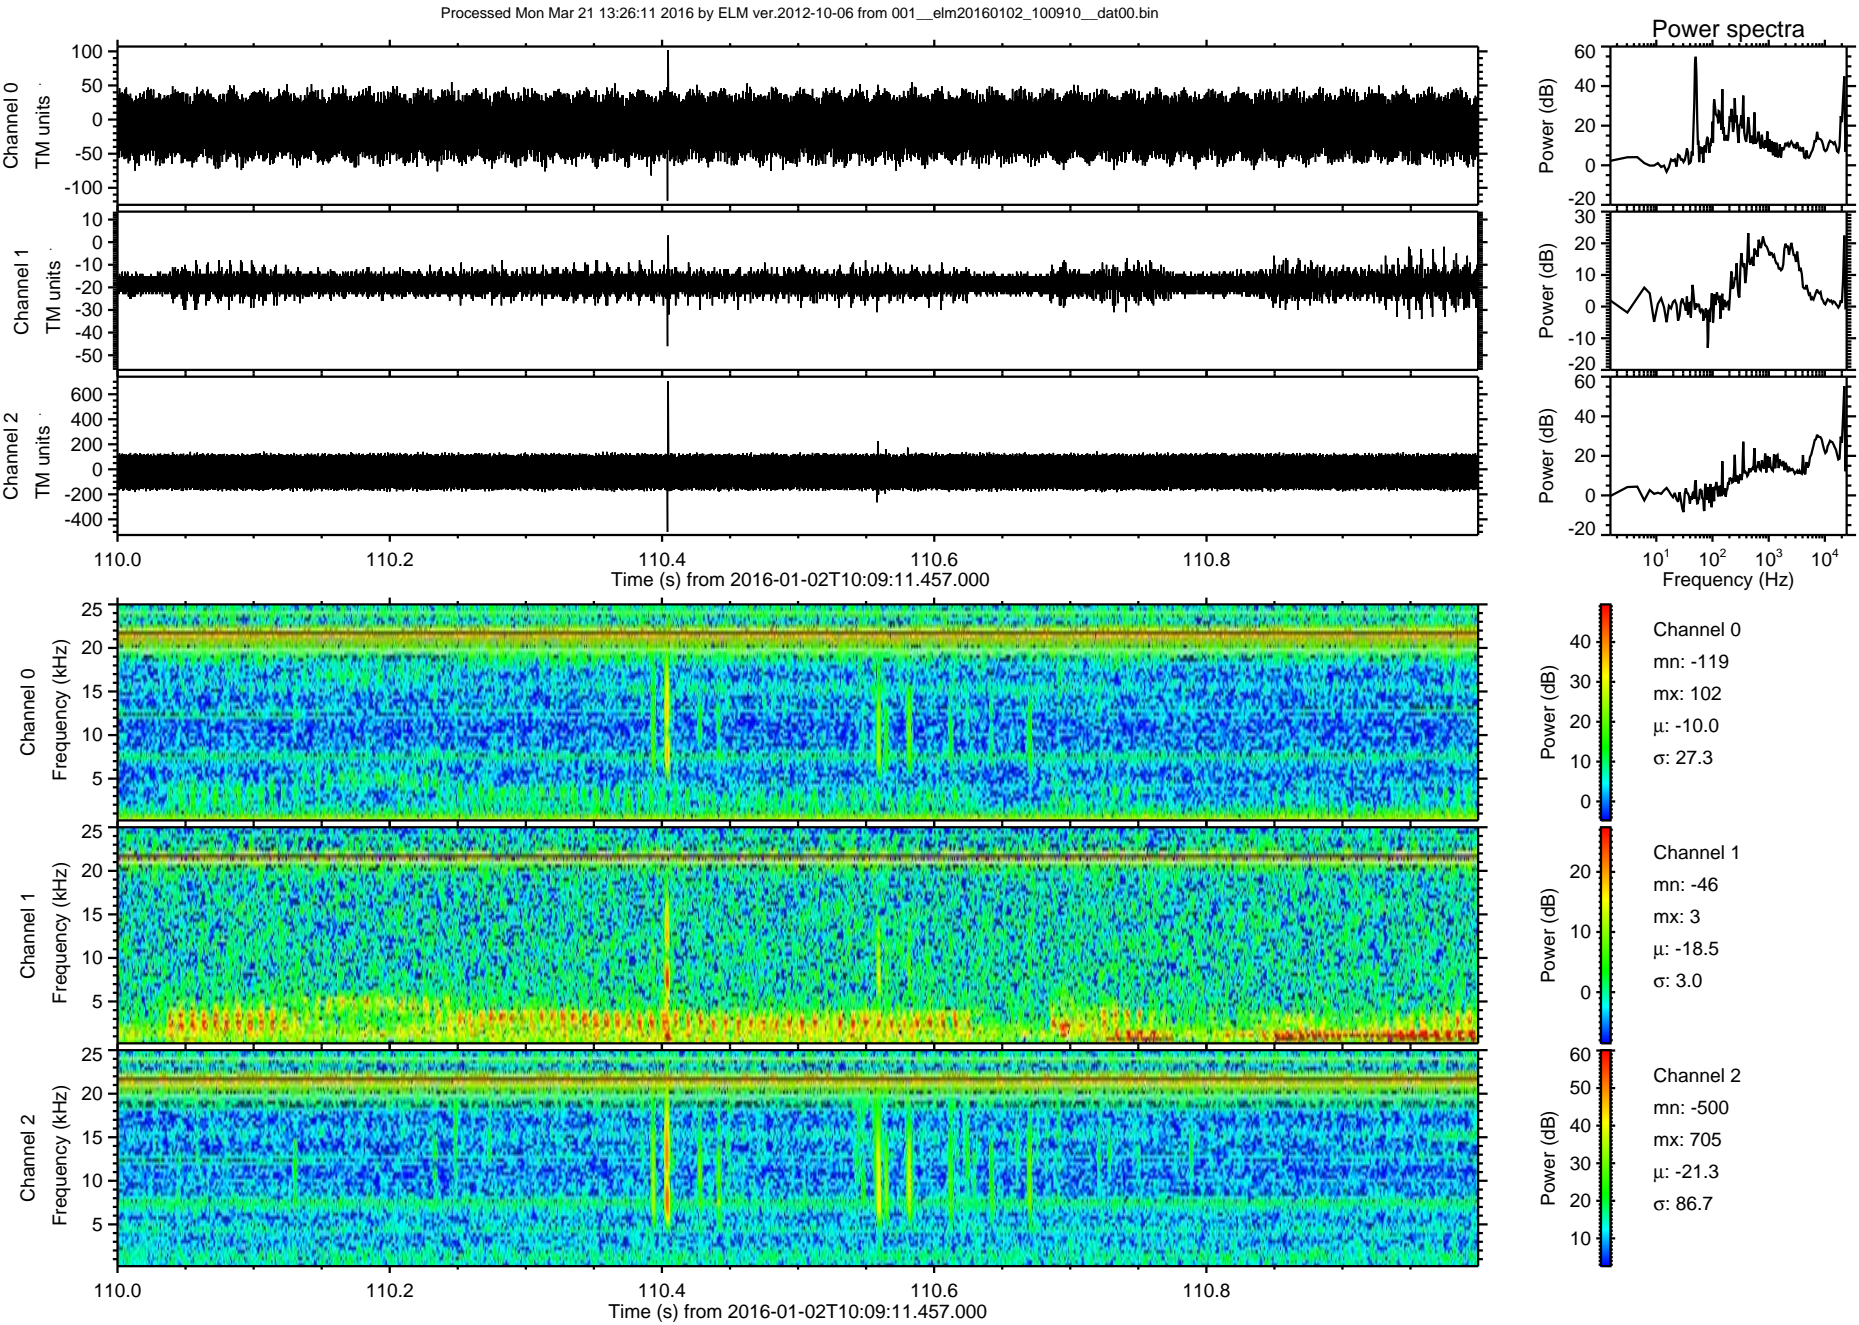 Processed Mon Mar 21 13:26:11 2016 by ELM ver.2012-10-06 from 001__elm20160102_100910__dat00.bin
Power spectra
Channel 0
TM units
100
50
0
-50
-100
Power (dB)
60
40
20
0
-20
Channel 1
TM units
10
0
-10
-20
-30
-40
-50
Power (dB)
30
20
10
0
-10
-20
Channel 2
TM units
600
400
200
0
-200
-400
Power (dB)
60
40
20
0
-20
110.0 110.2 110.4 110.6 110.8
Time (s) from 2016-01-02T10:09:11.457.000
10¹ 10² 10³ 10⁴
Frequency (Hz)
Channel 0
Frequency (kHz)
25
20
15
10
5
Power (dB)
40
30
20
10
0
Channel 0
mn: -119
mx: 102
µ: -10.0
σ: 27.3
Channel 1
Frequency (kHz)
25
20
15
10
5
Power (dB)
20
10
0
Channel 1
mn: -46
mx: 3
µ: -18.5
σ: 3.0
Channel 2
Frequency (kHz)
25
20
15
10
5
Power (dB)
60
50
40
30
20
10
Channel 2
mn: -500
mx: 705
µ: -21.3
σ: 86.7
110.0 110.2 110.4 110.6 110.8
Time (s) from 2016-01-02T10:09:11.457.000